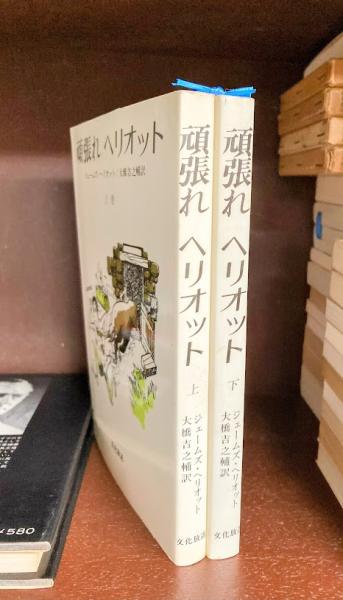 頑張れ ヘリオット
ジェームズ・ヘリオット/大橋吉之輔訳
上巻
頑張れ ヘリオット 上
ジェームズ・ヘリオット
大橋吉之輔訳
文化放送
頑張れ ヘリオット 下
ジェームズ・ヘリオット
大橋吉之輔訳
文化放送
¥580